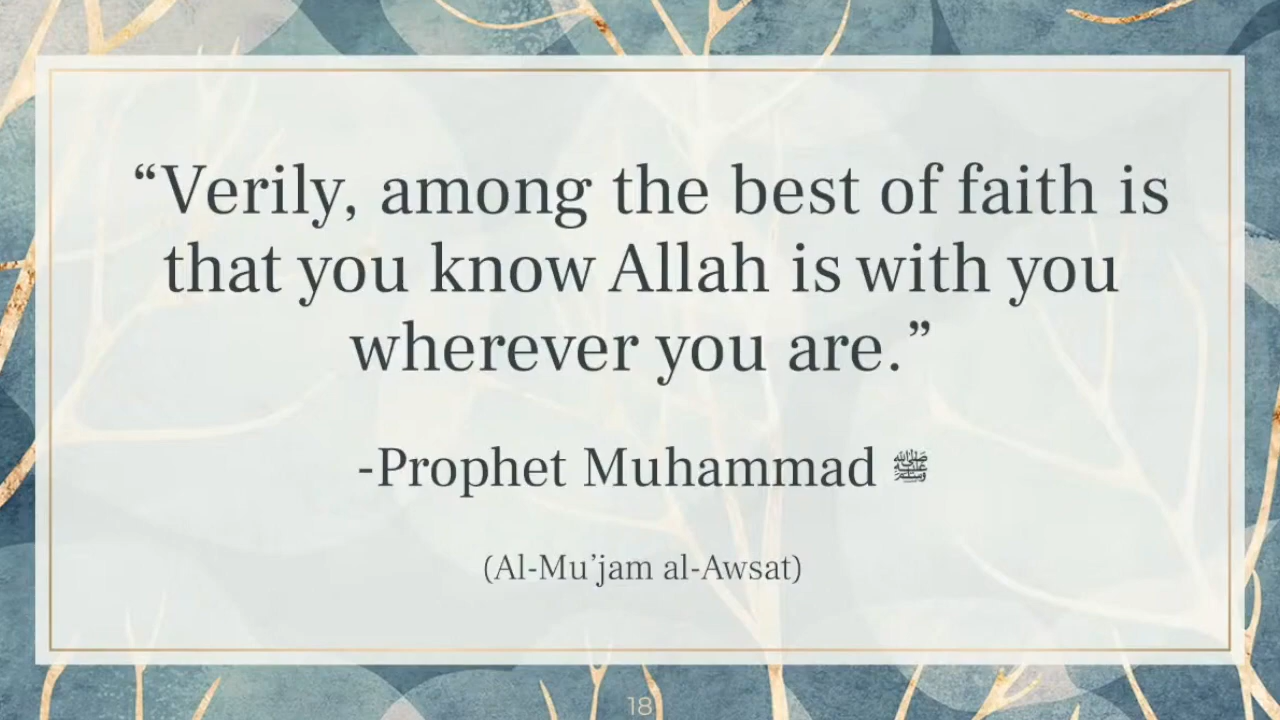 “Verily, among the best of faith is
that you know Allah is with you
wherever you are.”
-Prophet Muhammad ﷺ
(Al-Mu’jam al-Awsat)
18